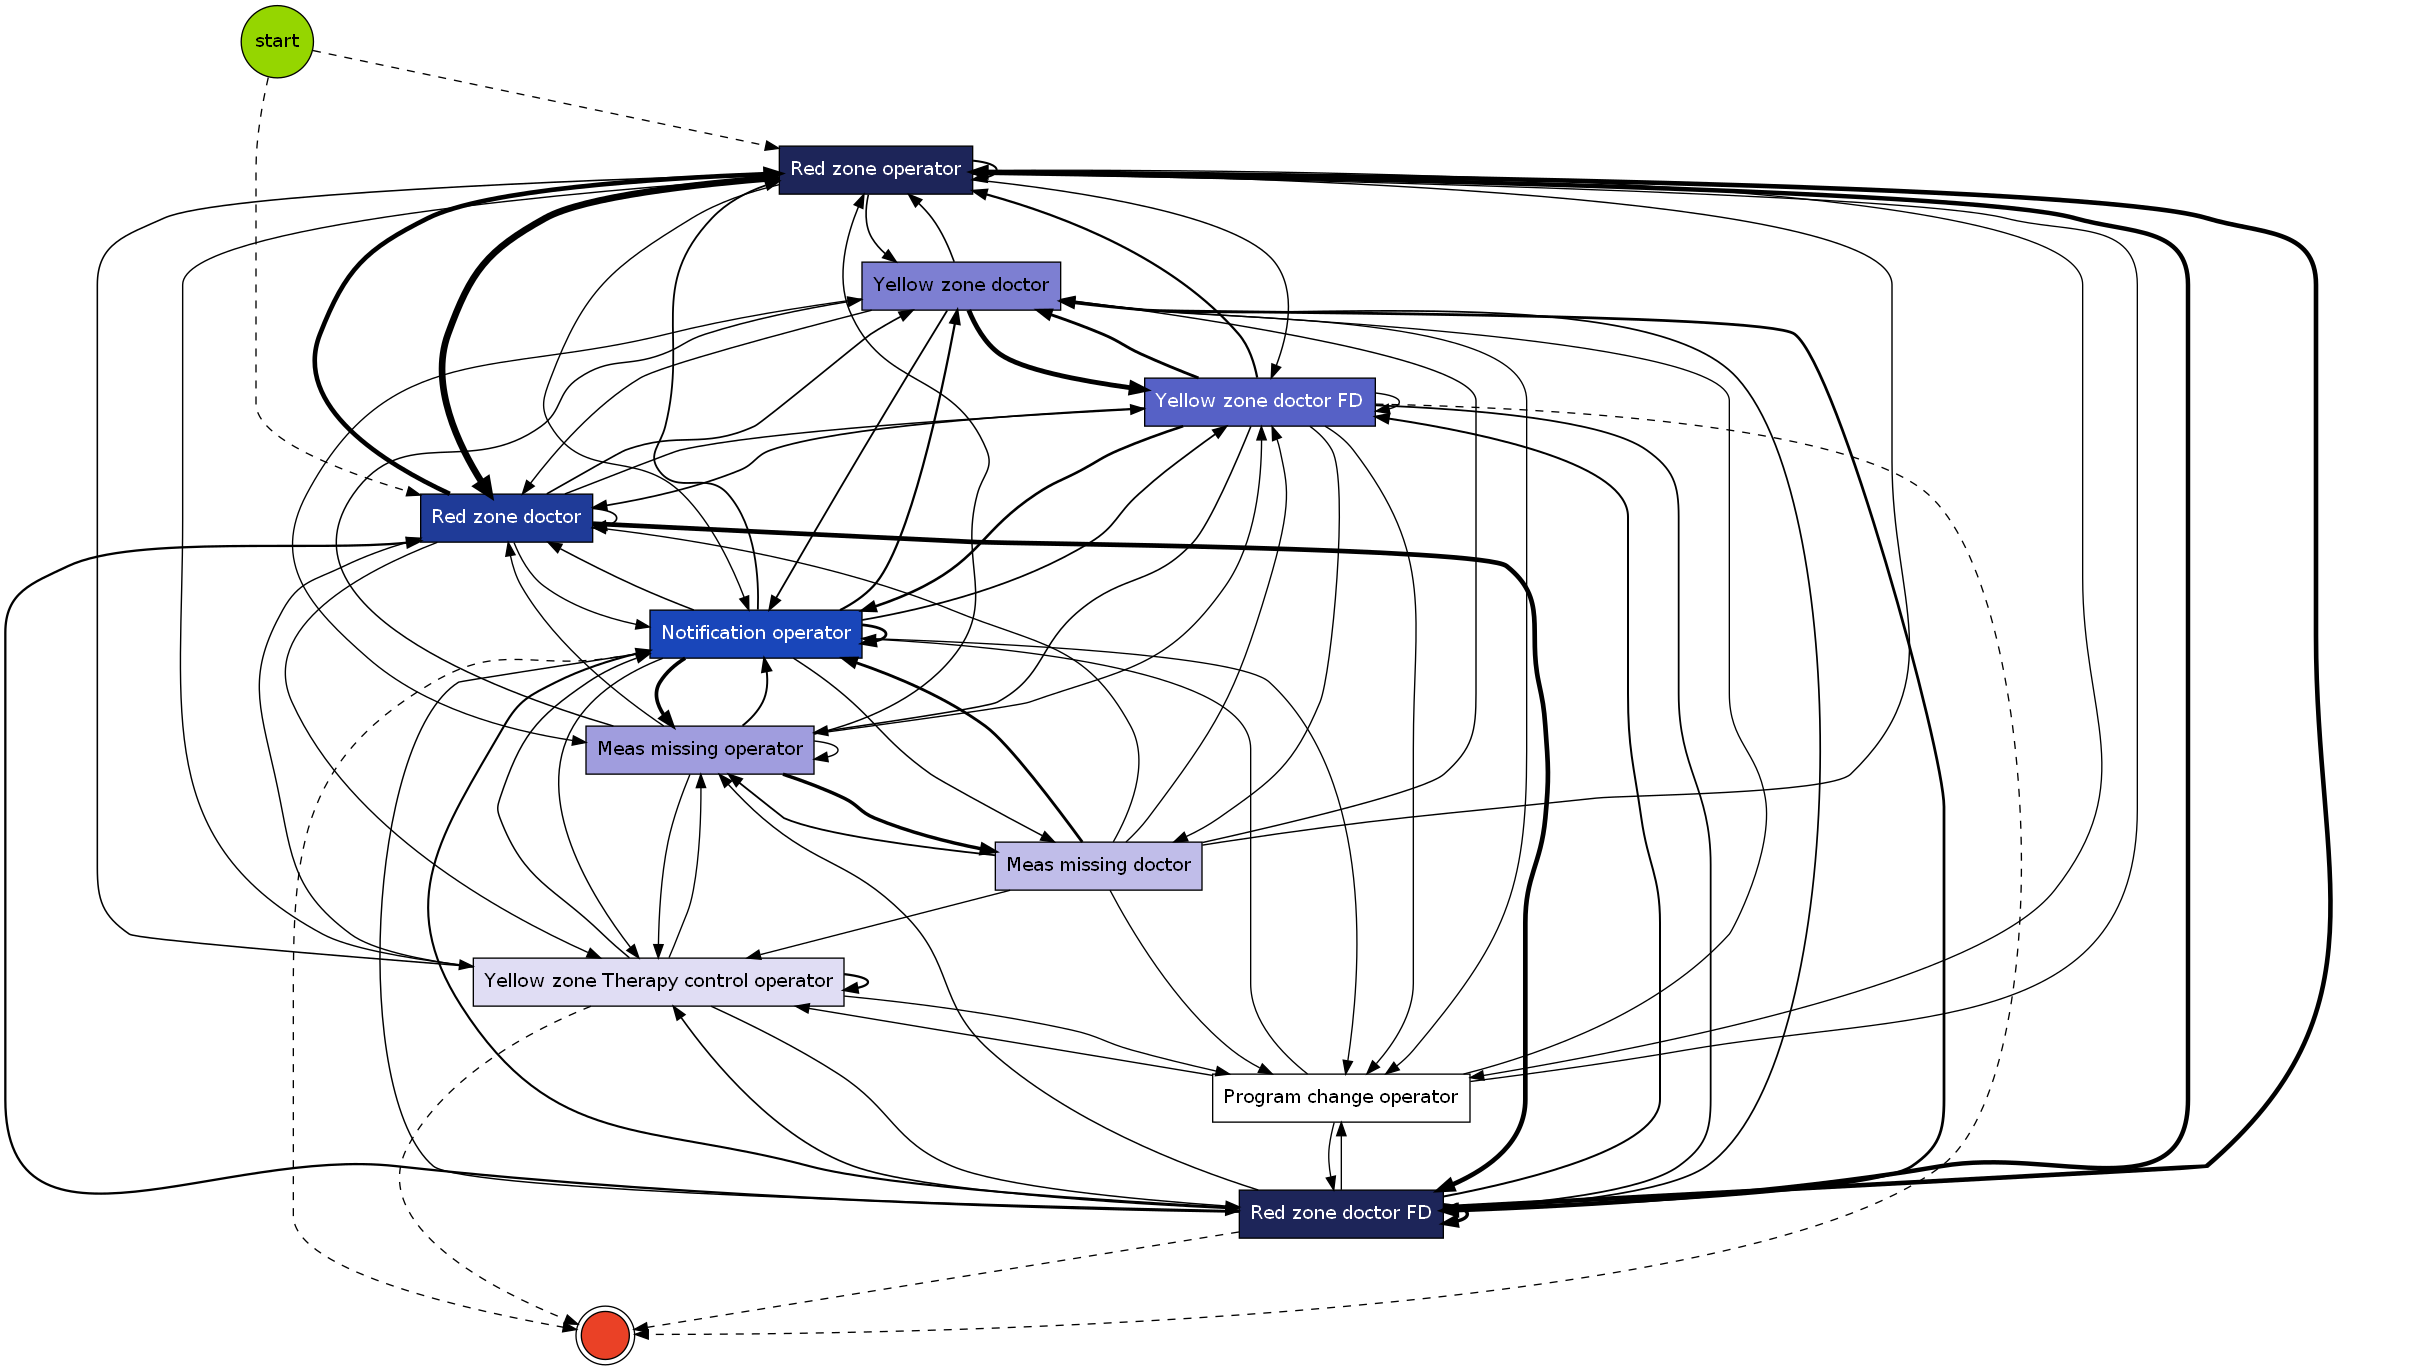 start
Red zone operator
Yellow zone doctor
Yellow zone doctor FD
Red zone doctor
Notification operator
Meas missing operator
Meas missing doctor
Yellow zone Therapy control operator
Program change operator
Red zone doctor FD